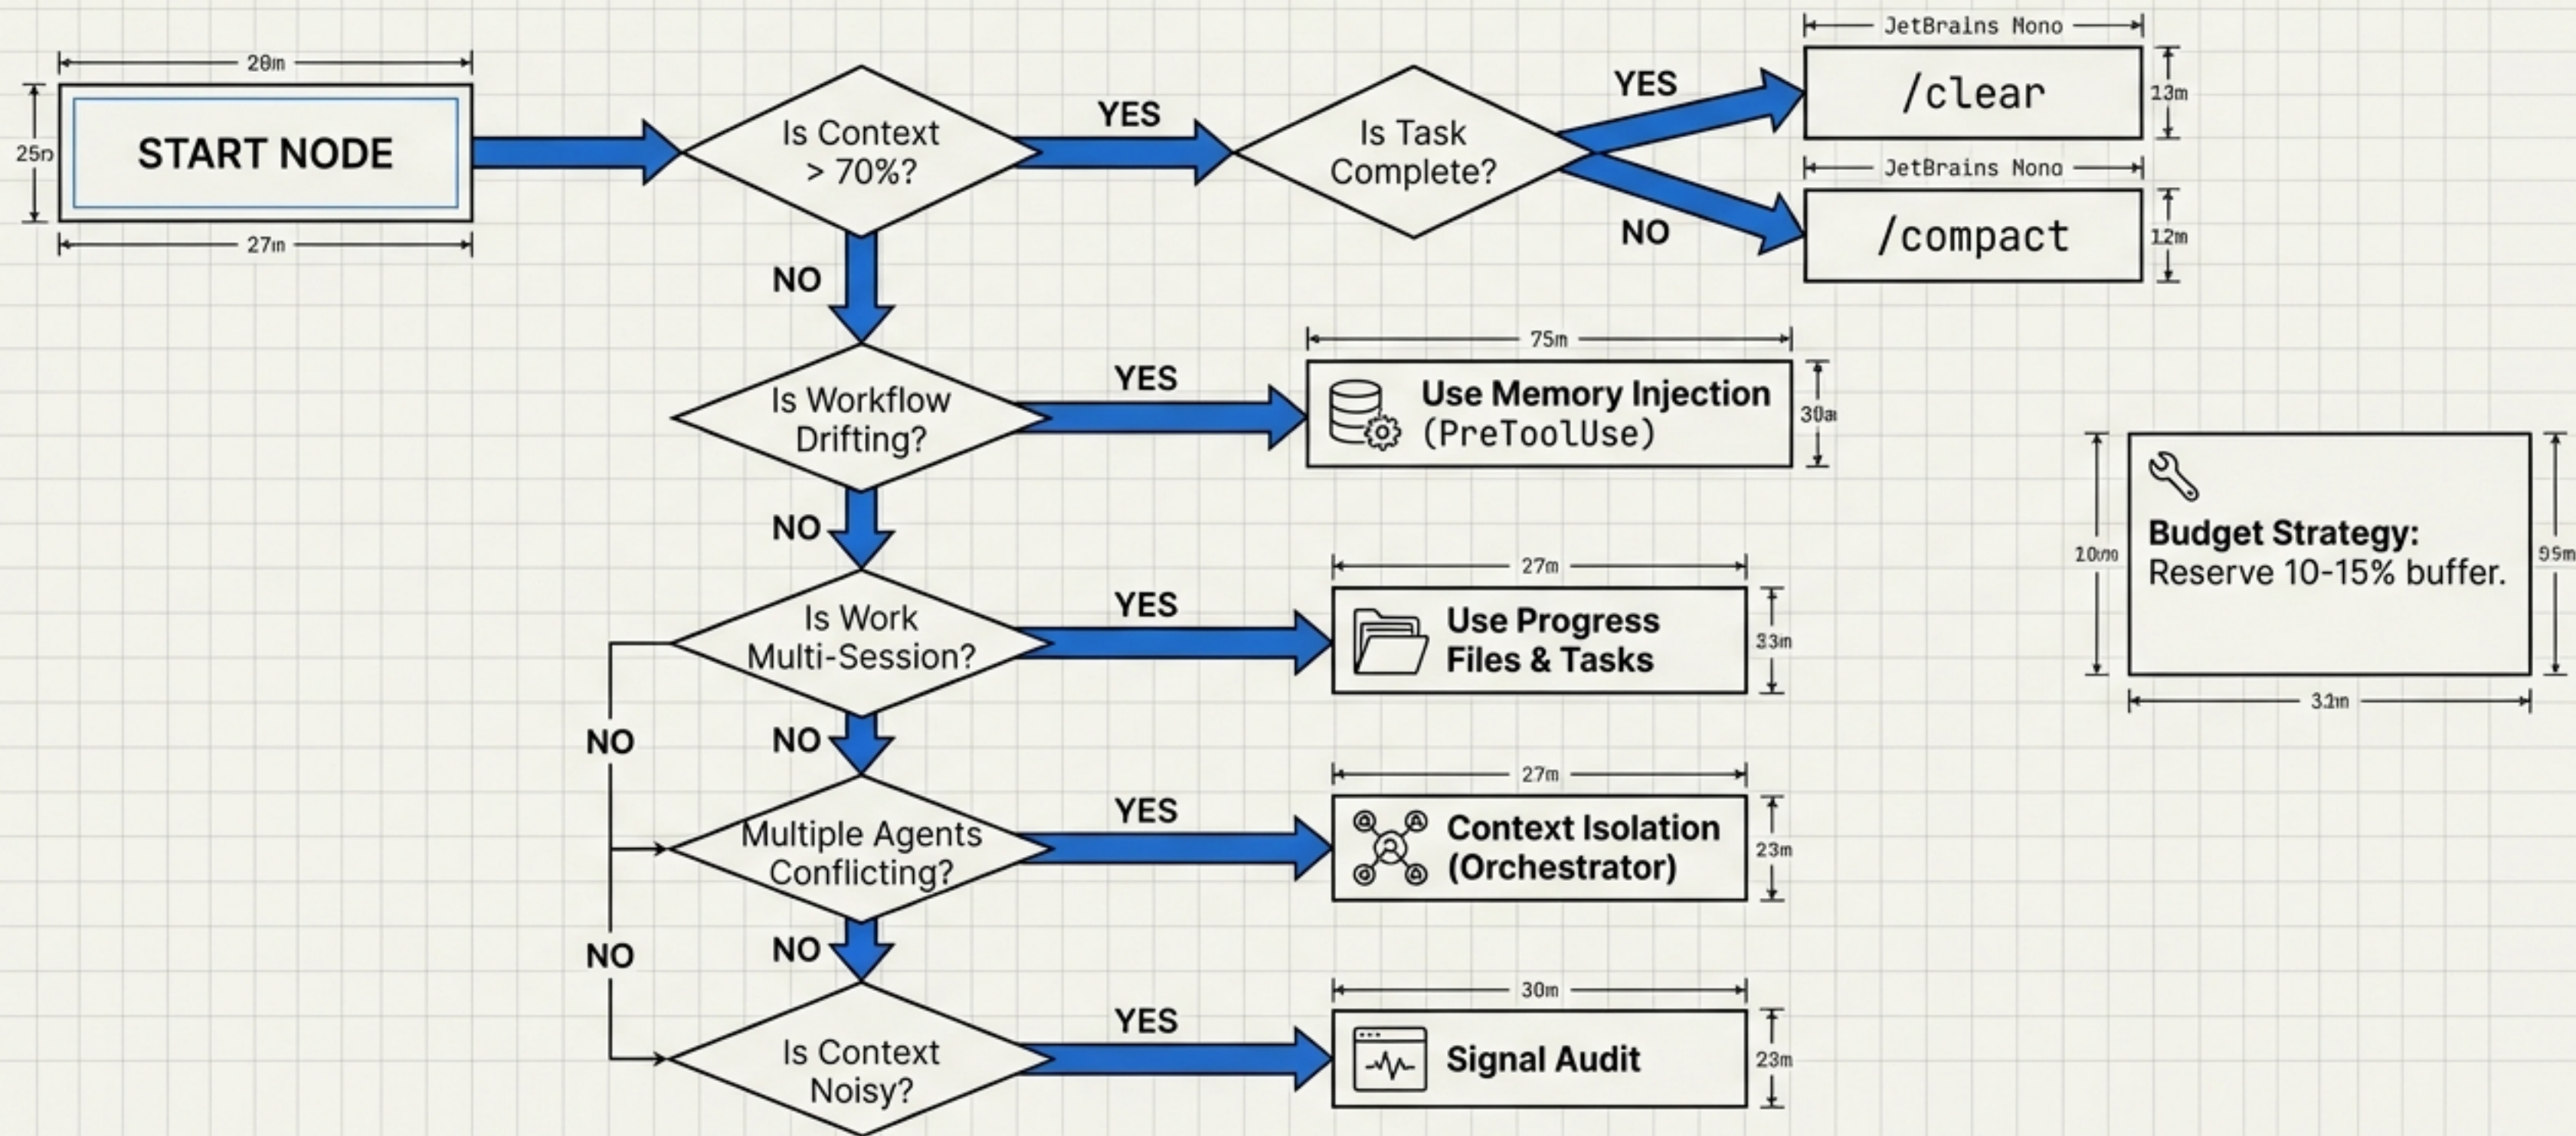 JetBrains Mono
20m
START NODE
27m
Is Context
> 70%?
YES
Is Task
Complete?
YES
/clear
13m
JetBrains Mono
NO
/compact
12m
NO
Is Workflow
Drifting?
YES
75m
Use Memory Injection
(PreToolUse)
NO
Is Work
Multi-Session?
YES
27m
Use Progress
Files & Tasks
33m
Budget Strategy:
Reserve 10-15% buffer.
NO
NO
Multiple Agents
Conflicting?
YES
27m
Context Isolation
(Orchestrator)
23m
NO
NO
Is Context
Noisy?
YES
30m
Signal Audit
23m